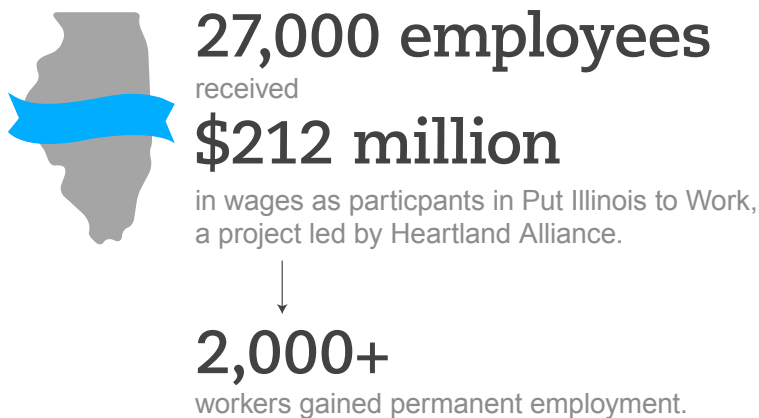 27,000 employees
received
$212 million
in wages as particpants in Put Illinois to Work,
a project led by Heartland Alliance.
2,000+
workers gained permanent employment.